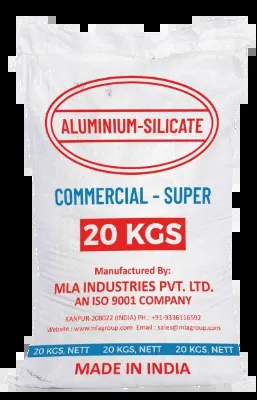 ALUMINIUM-SILICATE
COMMERCIAL - SUPER
20 KGS
Manufactured By:
MLA INDUSTRIES PVT. LTD.
AN ISO 9001 COMPANY
KANPUR-208022 (INDIA) PH.: +91-9336116592
Website : www.mlagroup.com Email : sales@mlagroup.com
20 KGS, NETT 20 KGS, NETT 20 KGS, NETT
MADE IN INDIA